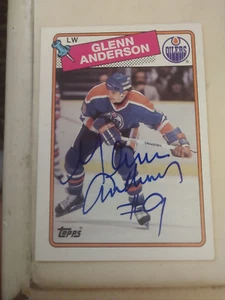 LW
GLENN
ANDERSON
OILERS
Glenn
Anderson
#9
TOPPS